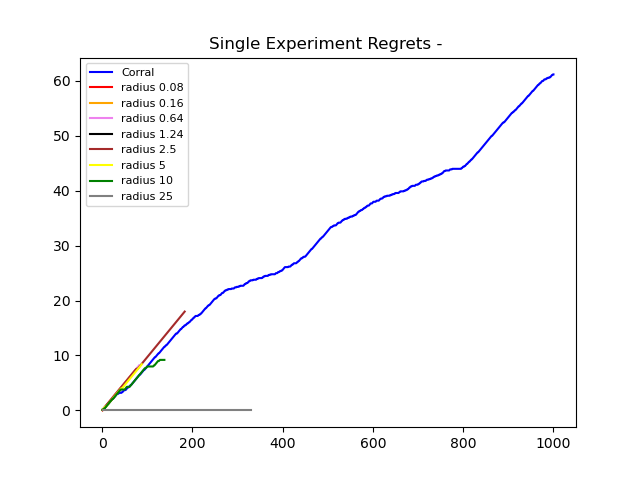 Single Experiment Regrets -
Corral
radius 0.08
radius 0.16
radius 0.64
radius 1.24
radius 2.5
radius 5
radius 10
radius 25
60
50
40
30
20
10
0
0 200 400 600 800 1000